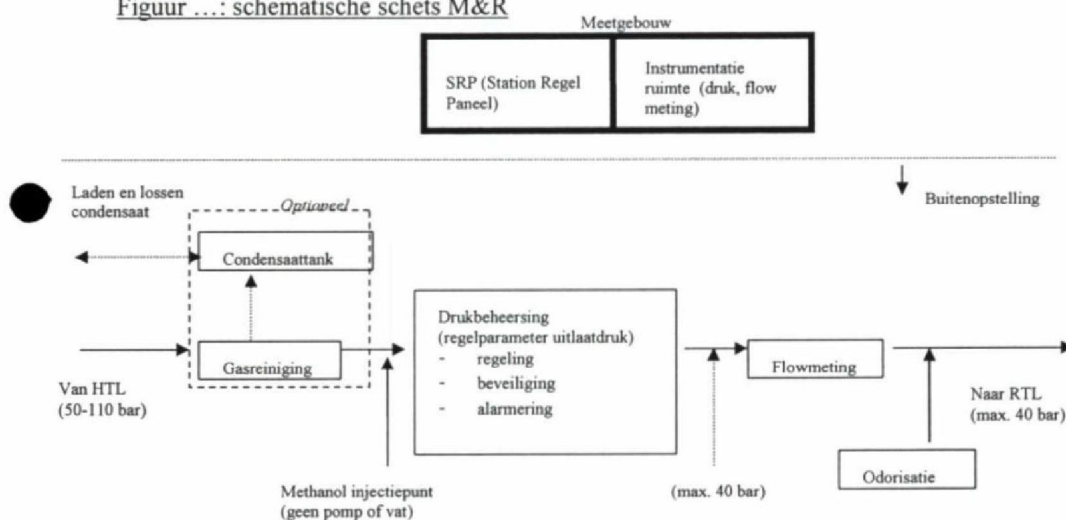 Figuur …: schematische schets M&R
Meetgebouw
SRP (Station Regel
Paneel)
Instrumentatie
ruimte (druk, flow
meting)
Laden en lossen
condensaat
Optioneel
Buitenopstelling
Condensaattank
Drukbeheersing
(regelparameter uitlaatdruk)
- regeling
- beveiliging
- alarmering
Gasreiniging
Flowmeting
Van HTL
(50-110 bar)
Naar RTL
(max. 40 bar)
Methanol injectiepunt
(geen pomp of vat)
(max. 40 bar)
Odorisatie